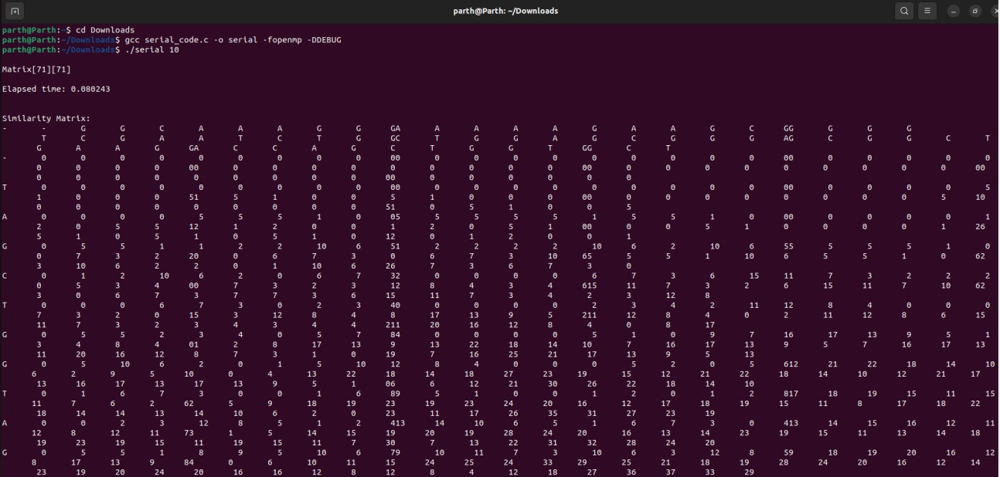 parth@Parth: ~/Downloads
parth@Parth:~$ cd Downloads
parth@Parth:~/Downloads$ gcc serial_code.c -o serial -fopenmp -DDEBUG
parth@Parth:~/Downloads$ ./serial 10
Matrix[71][71]
Elapsed time: 0.080243
Similarity Matrix:
- - G G C A A A G G GA A A A A G A A G C GG G G G
T C G A A T C T G GC T G G A G C G G G AG C G G C T
G A A G GA C C A G C T G G T GG C T
- 0 0 0 0 0 0 0 0 00 0 0 0 0 0 0 0 0 0 00 0 0 0 0 0
0 0 0 0 00 0 0 0 0 0 0 0 0 0 00 0 0 0 0 0 0 0 0 0 00
0 0 0 0 0 0 0 0 00 0 0 0 0 0 0
T 0 0 0 0 0 0 0 0 00 0 0 0 0 0 0 0 0 0 00 0 0 0 0 5
1 0 0 0 51 5 1 0 0 5 1 0 0 0 00 0 0 0 0 0 0 0 0 5 10
0 0 0 0 0 0 0 0 51 0 5 1 0 0 5
A 0 0 0 0 5 5 5 1 0 05 5 5 5 5 1 5 5 1 0 00 0 0 0 0 1
2 0 5 5 12 1 2 0 0 1 2 0 5 1 00 0 0 5 1 0 0 0 0 1 26
5 1 0 5 1 0 5 1 0 12 0 1 2 0 0 1
G 0 5 5 1 1 2 2 10 6 51 2 2 2 2 10 6 2 10 6 55 5 5 5 1 0
0 7 3 2 20 0 6 7 3 0 6 7 3 10 65 5 5 1 10 6 5 5 1 0 62
3 10 6 2 2 0 1 10 6 26 7 3 6 7 3 0
C 0 1 2 10 6 2 0 6 7 32 0 0 0 0 6 7 3 6 15 11 7 3 2 2 2
0 5 3 4 00 7 3 2 3 12 8 4 3 4 615 11 7 3 2 6 15 11 7 10 62
3 0 6 7 3 7 7 3 6 15 11 7 3 4 2 3 12 8
T 0 0 0 6 7 3 0 2 3 40 0 0 0 0 2 3 4 2 11 12 8 4 0 0 0
7 3 2 0 15 3 12 8 4 8 17 13 9 5 211 12 8 4 0 2 11 12 8 6 15
11 7 3 2 3 4 3 4 4 211 20 16 12 8 4 0 8 17
G 0 5 5 2 3 4 0 5 7 84 0 0 0 0 5 1 0 9 7 16 17 13 9 5 1
3 4 8 4 01 2 8 17 13 9 13 22 18 14 10 7 16 17 13 9 5 7 16 17 13
11 20 16 12 8 7 3 1 0 19 7 16 25 21 17 13 9 5 13
G 0 5 10 6 2 0 1 5 10 12 8 4 0 0 0 5 2 0 5 612 21 22 18 14 10
6 2 9 5 10 0 4 13 22 18 14 18 27 23 19 15 12 21 22 18 14 10 12 21 17
13 16 17 13 17 13 9 5 1 06 6 12 21 30 26 22 18 14 10
T 0 1 6 7 3 0 0 1 6 89 5 1 0 0 1 2 0 1 2 817 18 19 15 11 15
11 7 6 2 62 5 9 18 19 23 19 23 24 20 16 12 17 18 19 15 11 8 17 18 22
18 14 14 13 14 10 6 2 0 23 11 17 26 35 31 27 23 19
A 0 0 2 3 12 8 5 1 2 413 14 10 6 5 1 6 7 3 0 413 14 15 16 12 11
12 8 12 11 73 1 5 14 15 19 20 19 28 24 20 16 13 14 23 19 15 11 13 14 18
19 23 19 15 11 19 15 11 7 30 7 13 22 31 32 28 24 20
G 0 5 5 1 8 9 5 10 6 79 10 11 7 3 10 6 3 12 8 59 18 19 20 16 12
8 17 13 9 84 0 6 10 11 15 24 25 24 33 29 25 21 18 19 28 24 20 16 12 14
23 19 20 24 20 16 16 12 8 12 8 4 12 18 27 36 37 33 29